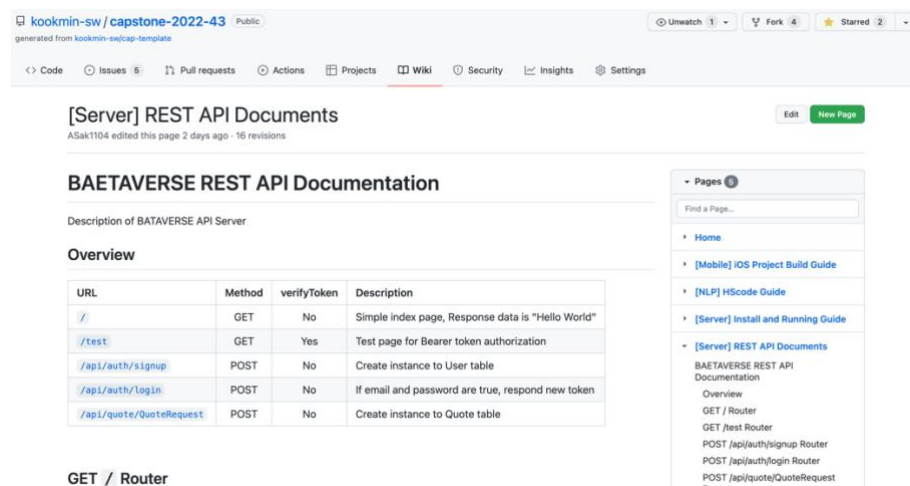 kookmin-sw / capstone-2022-43 Public
Unwatch 1 Fork 4 Starred 2
generated from kookmin-sw/cap-template
Code Issues 5 Pull requests Actions Projects Wiki Security Insights Settings
[Server] REST API Documents
Edit New Page
ASak1104 edited this page 2 days ago · 16 revisions
BAETAVERSE REST API Documentation
Description of BATAVERSE API Server
Overview
URL Method verifyToken Description
/ GET No Simple index page, Response data is "Hello World"
/test GET Yes Test page for Bearer token authorization
/api/auth/signup POST No Create instance to User table
/api/auth/login POST No If email and password are true, respond new token
/api/quote/QuoteRequest POST No Create instance to Quote table
GET / Router
Pages 5
Find a Page...
Home
[Mobile] iOS Project Build Guide
[NLP] HScode Guide
[Server] Install and Running Guide
[Server] REST API Documents
BAETAVERSE REST API
Documentation
Overview
GET / Router
GET /test Router
POST /api/auth/signup Router
POST /api/auth/login Router
POST /api/quote/QuoteRequest